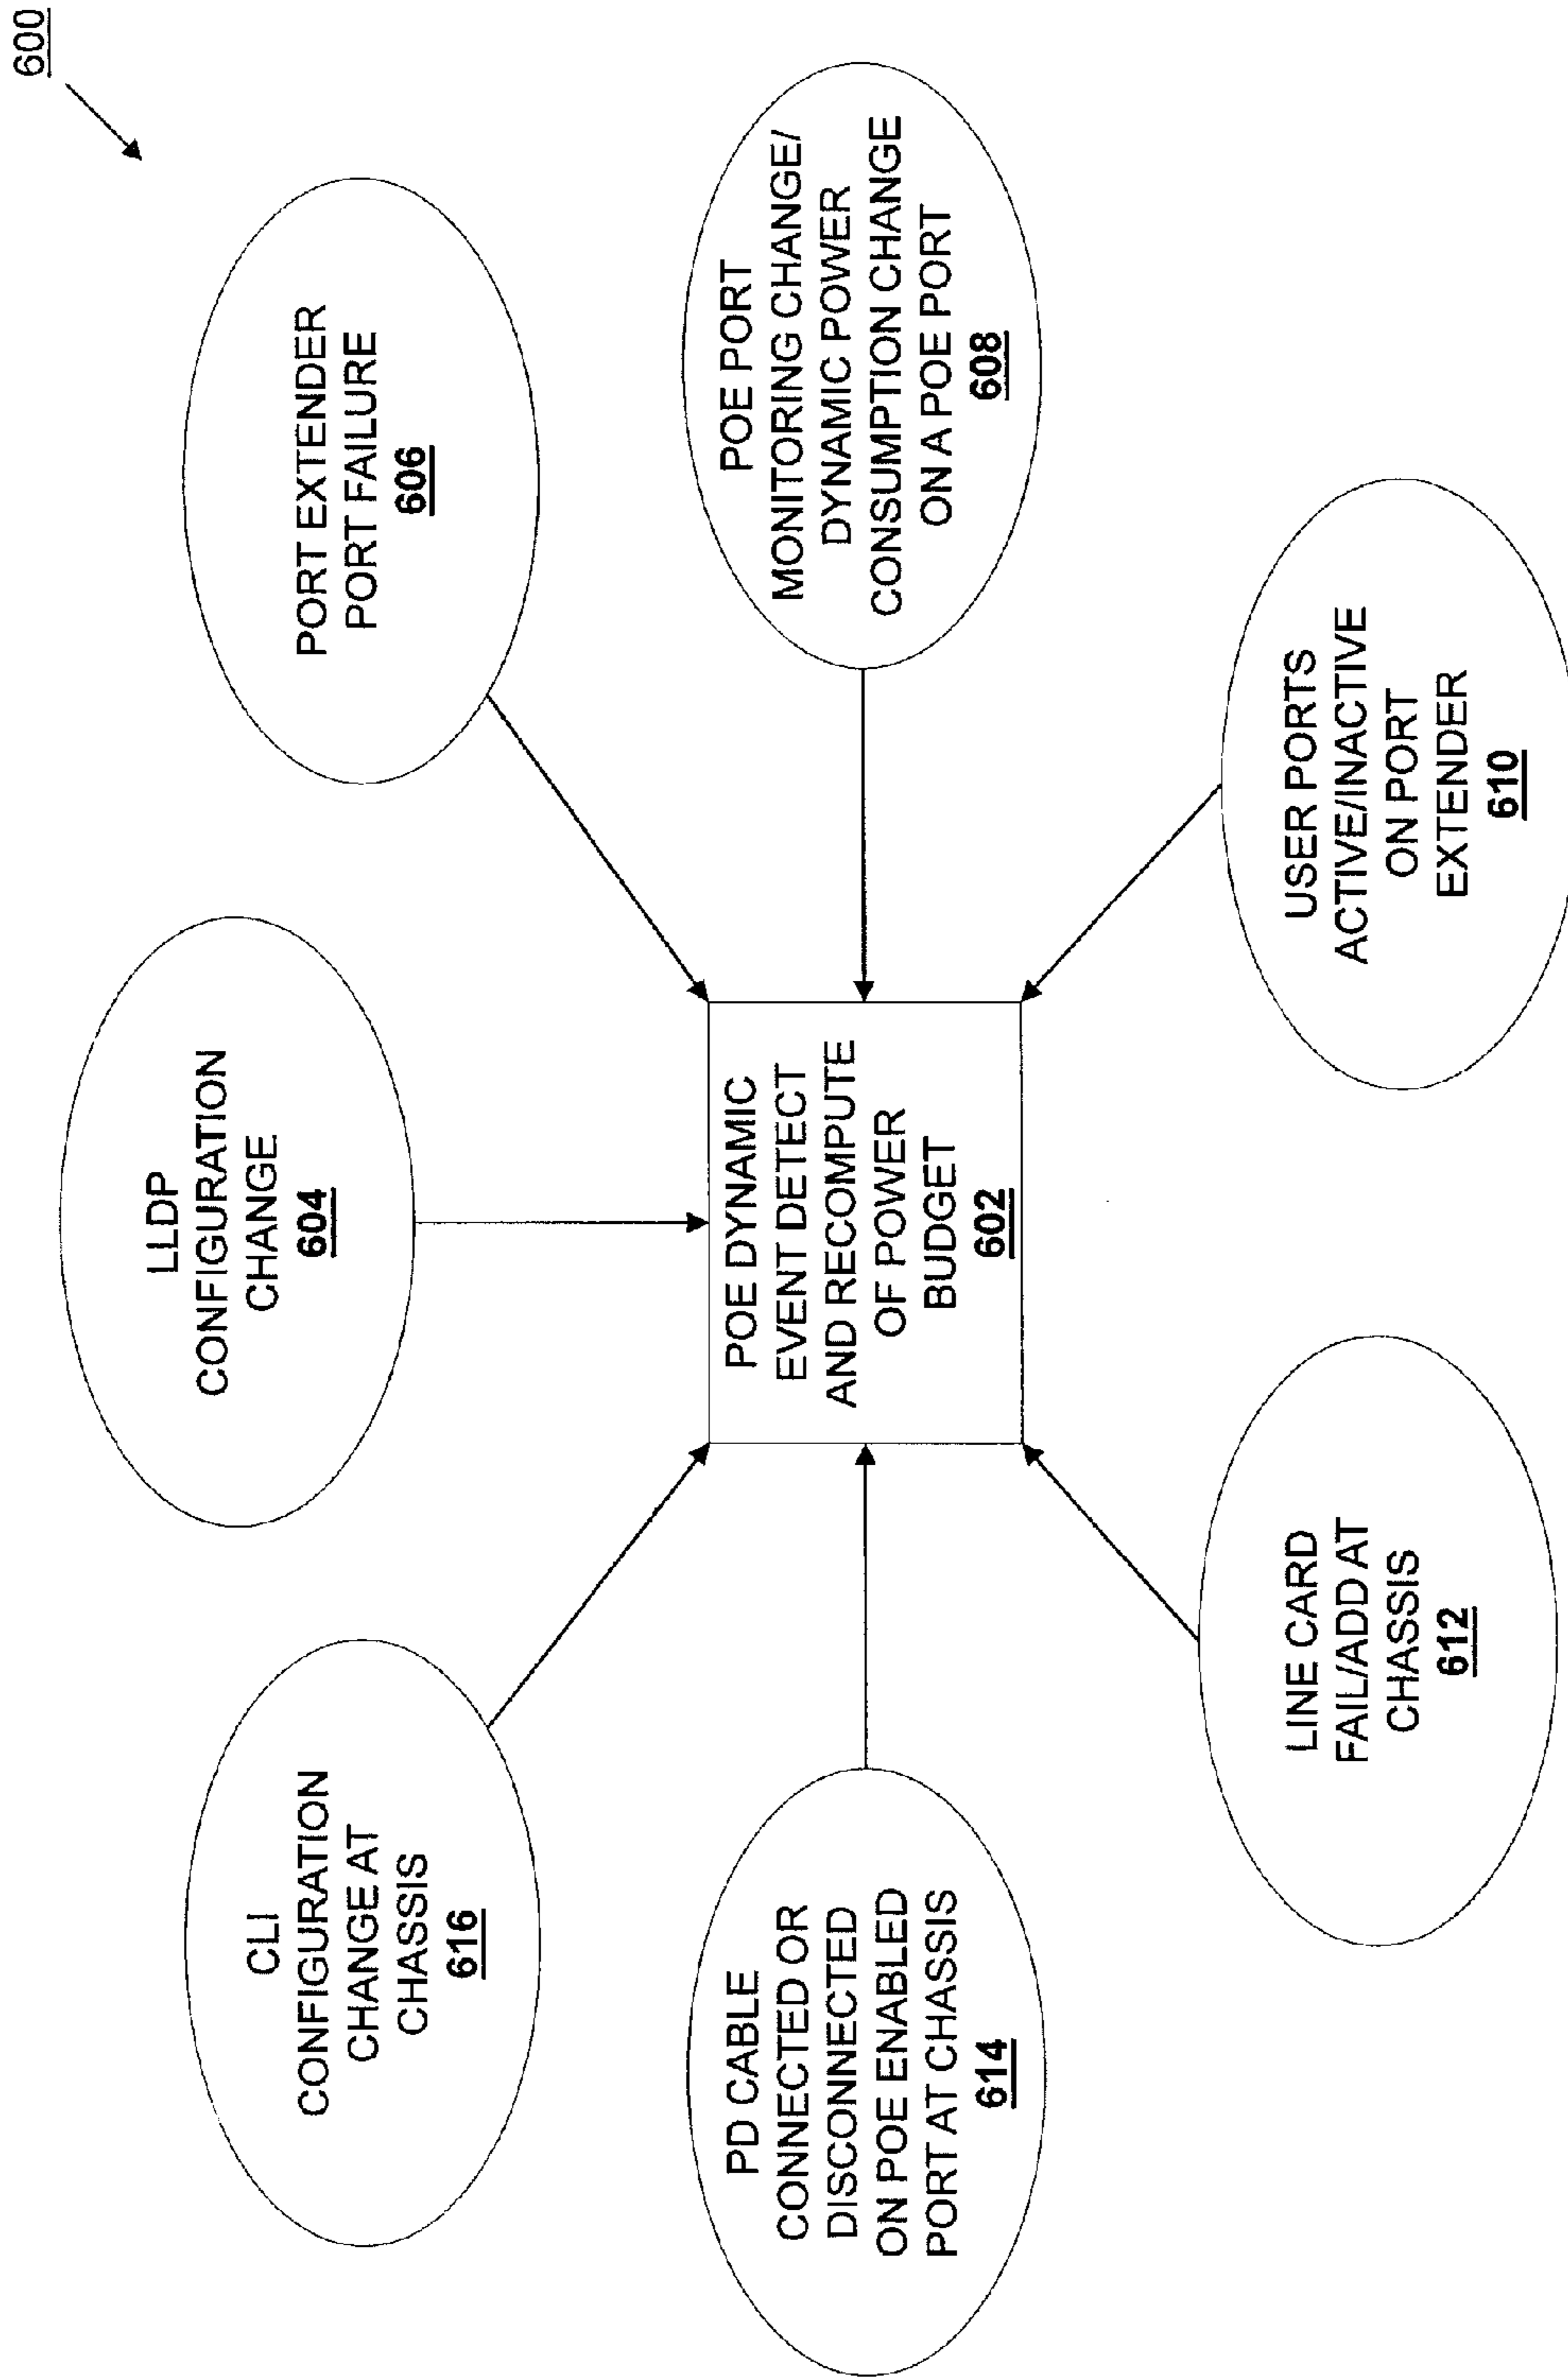 600
LLDP
CONFIGURATION
CHANGE
604
CLI
CONFIGURATION
CHANGE AT
CHASSIS
616
PORT EXTENDER
PORT FAILURE
606
PD CABLE
CONNECTED OR
DISCONNECTED
ON POE ENABLED
PORT AT CHASSIS
614
POE DYNAMIC
EVENT DETECT
AND RECOMPUTE
OF POWER
BUDGET
602
POE PORT
MONITORING CHANGE/
DYNAMIC POWER
CONSUMPTION CHANGE
ON A POE PORT
608
LINE CARD
FAIL/ADD AT
CHASSIS
612
USER PORTS
ACTIVE/INACTIVE
ON PORT
EXTENDER
610